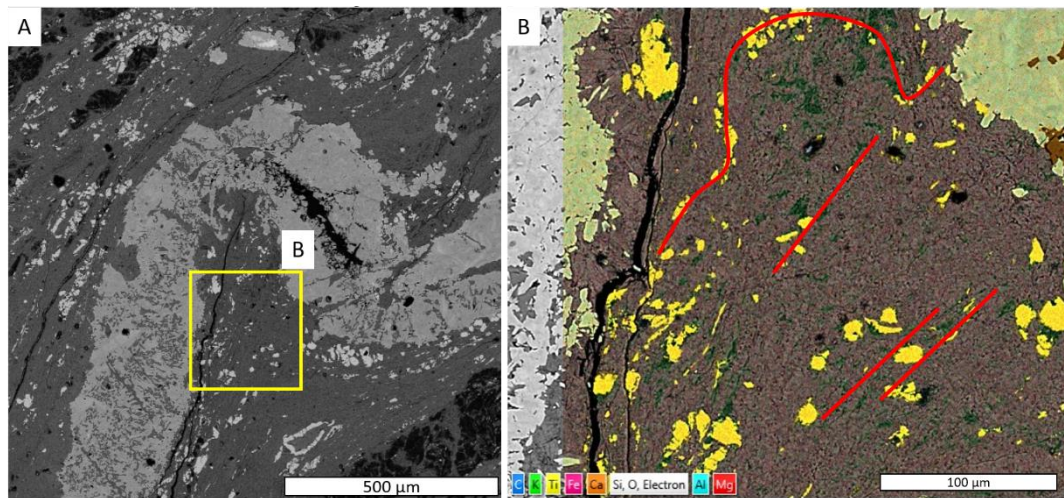 A
B
500 µm
B
C K Ti Fe Ca Si, O, Electron Al Mg
100 µm